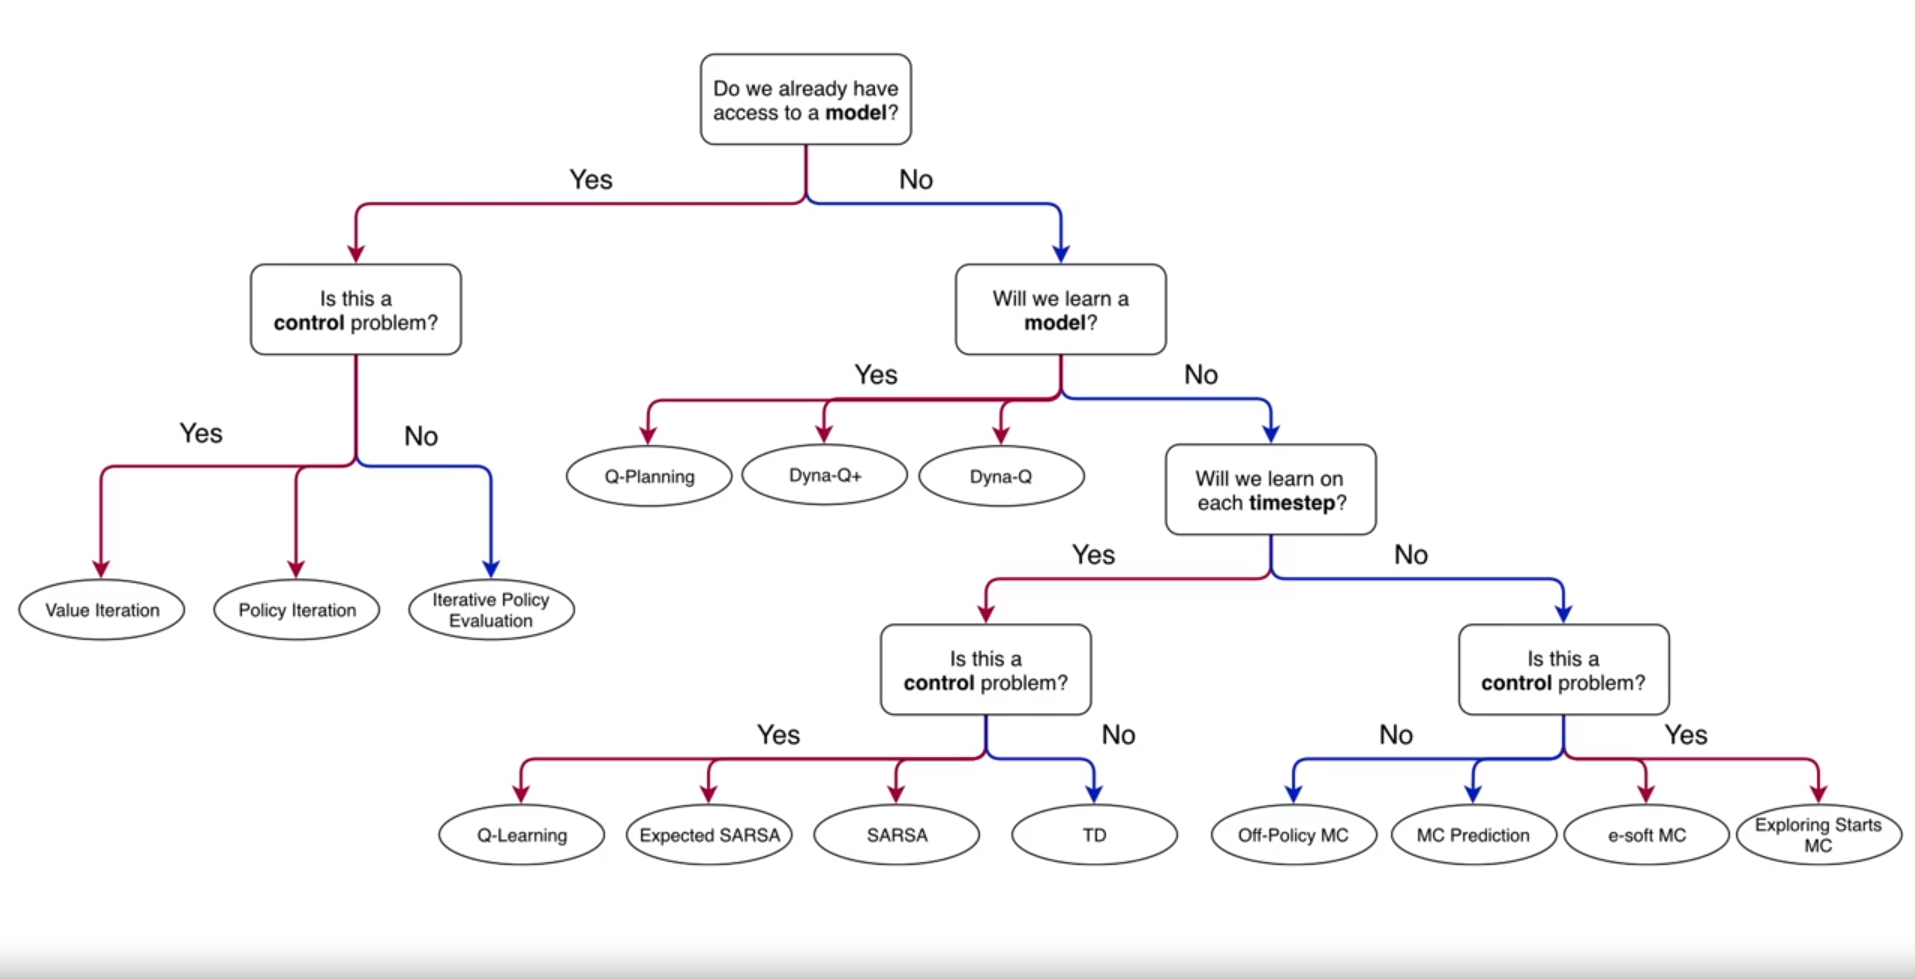 Do we already have
access to a model?
Yes
No
Is this a
control problem?
Will we learn a
model?
Yes
No
Yes
No
Q-Planning
Dyna-Q+
Dyna-Q
Will we learn on
each timestep?
Yes
No
Value Iteration
Policy Iteration
Iterative Policy
Evaluation
Is this a
control problem?
Is this a
control problem?
Yes
No
No
Yes
Q-Learning
Expected SARSA
SARSA
TD
Off-Policy MC
MC Prediction
e-soft MC
Exploring Starts
MC